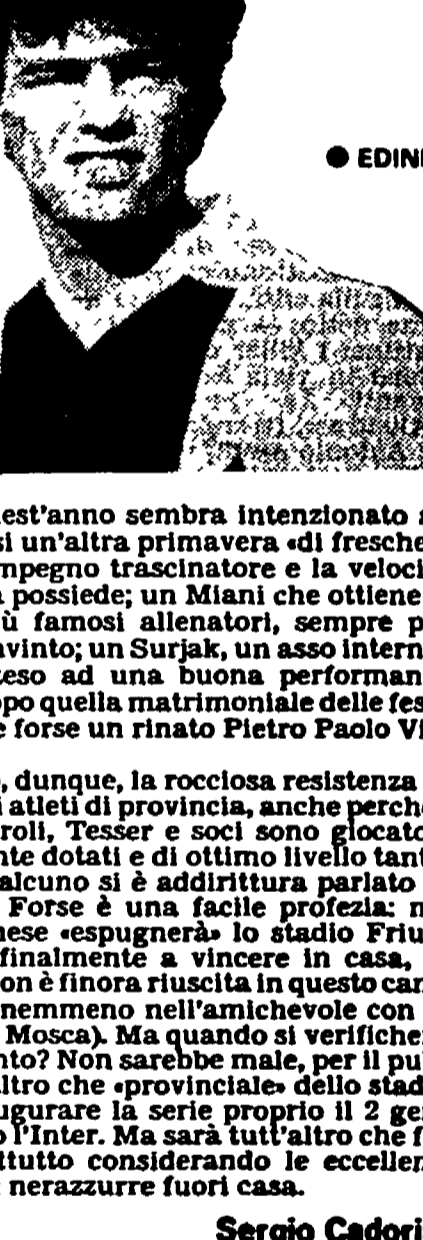 ● EDIN
est'anno sembra intenzionato a
si un'altra primavera «di fresche
mpegno trascinatore e la veloci
a possiede; un Miani che ottiene
ù famosi allenatori, sempre p
vinto; un Surjak, un asso intern
eso ad una buona performan
po quella matrimoniale delle fes
e forse un rinato Pietro Paolo Vi
, dunque, la rocciosa resistenza
i atleti di provincia, anche perché
roli, Tesser e soci sono giocato
nte dotati e di ottimo livello tant
alcuno si è addirittura parlato
Forse è una facile profezia: n
nese «espugnerà» lo stadio Friu
finalmente a vincere in casa,
on è finora riuscita in questo can
nemmeno nell'amichevole con
Mosca). Ma quando si verifiche
nto? Non sarebbe male, per il pu
ltro che «provinciale» dello stad
ugurare la serie proprio il 2 gen
o l'Inter. Ma sarà tutt'altro che f
ttutto considerando le eccellen
nerazzurre fuori casa.
Sergio Cadori